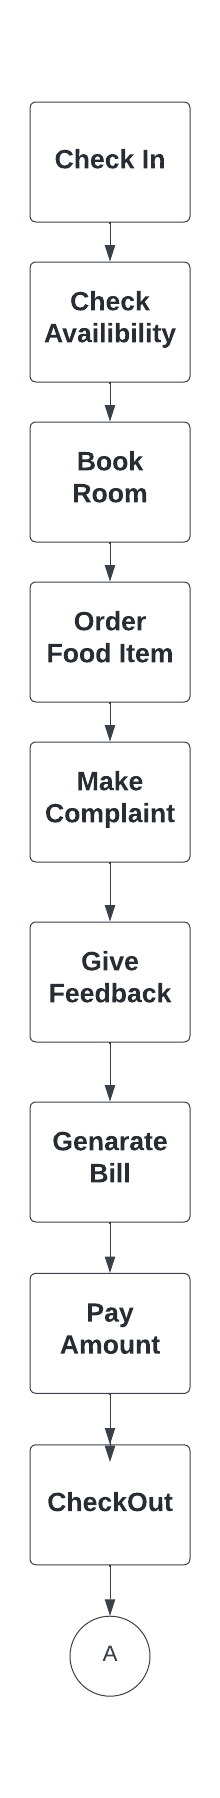 Check In
Check
Availibility
Book
Room
Order
Food Item
Make
Complaint
Give
Feedback
Genarate
Bill
Pay
Amount
CheckOut
A